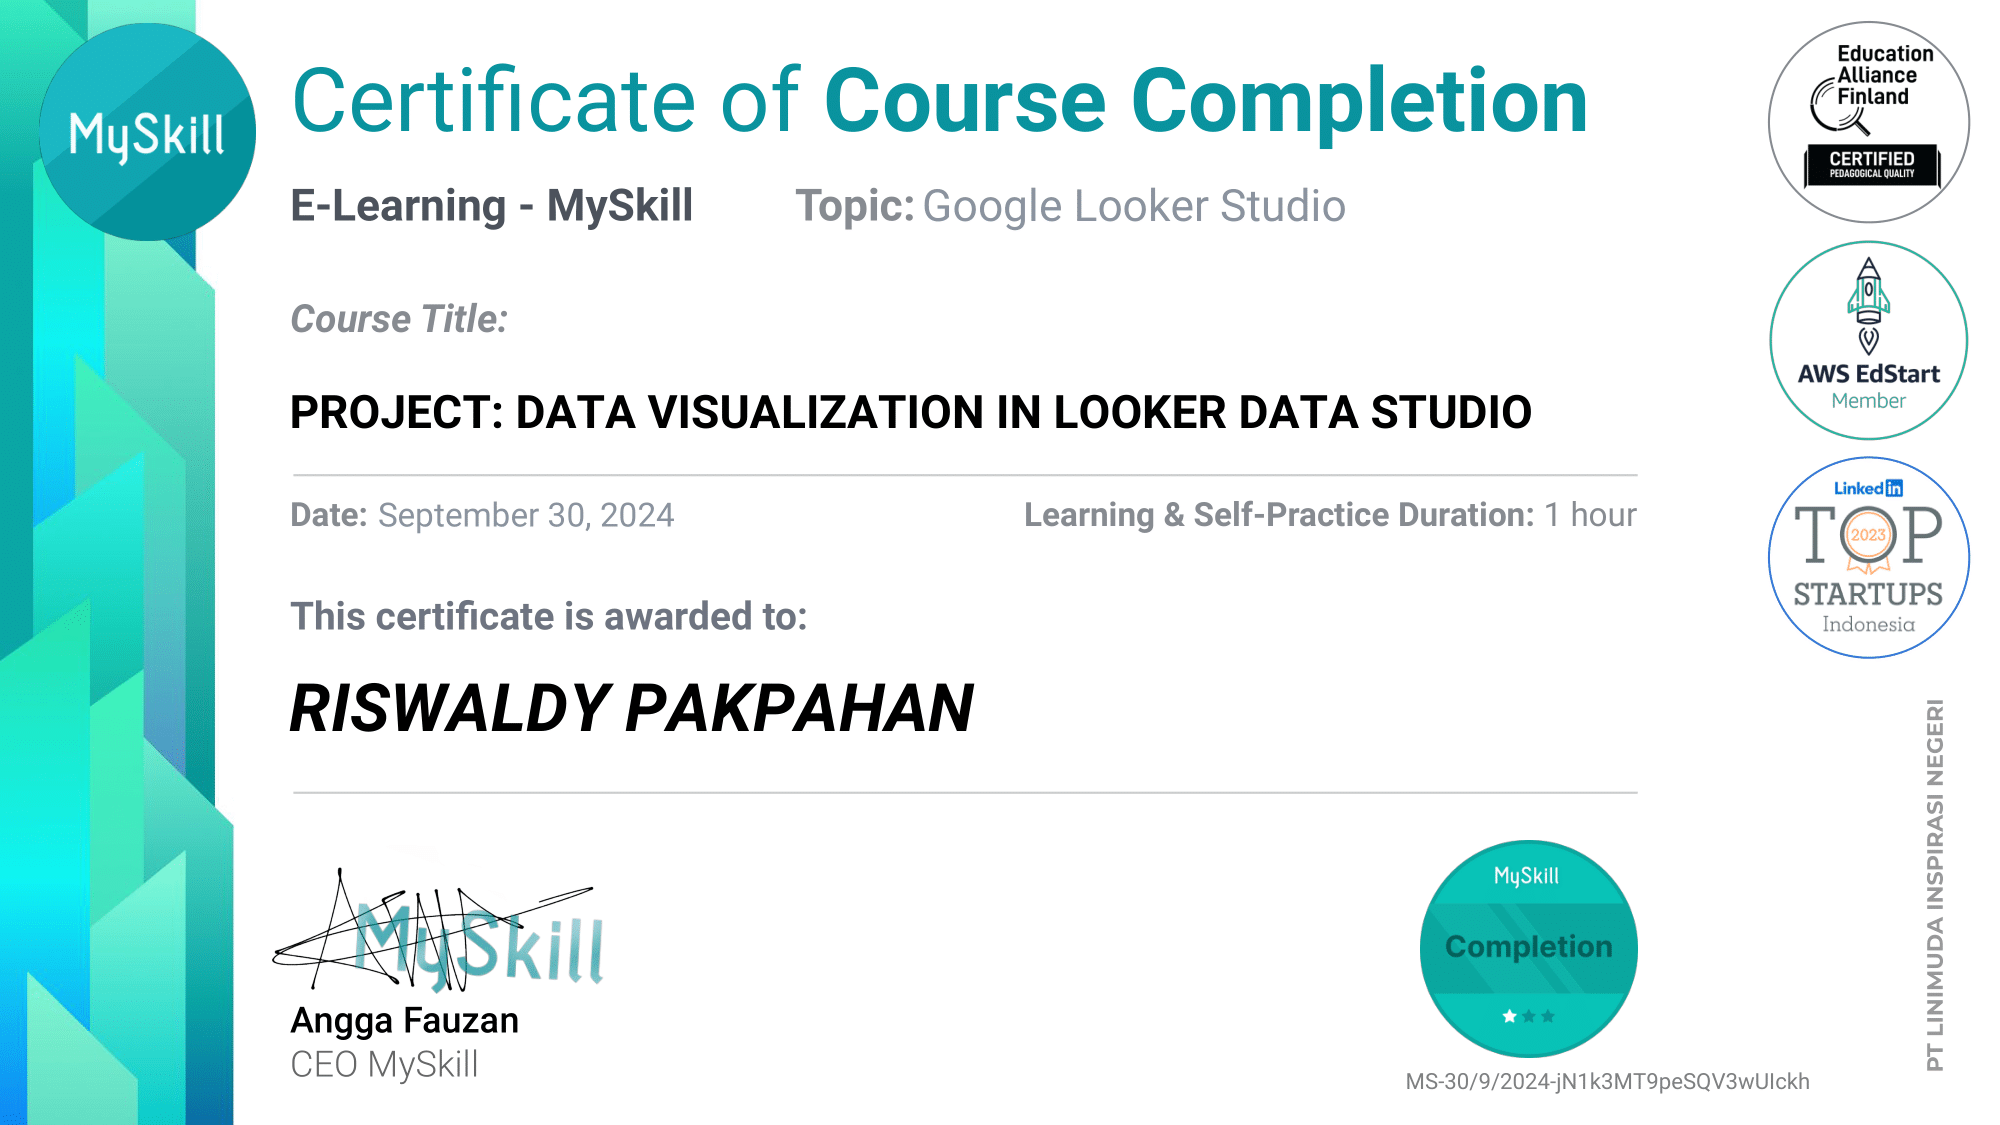 MySkill
Certificate of Course Completion
E-Learning - MySkill
Topic: Google Looker Studio
Course Title:
PROJECT: DATA VISUALIZATION IN LOOKER DATA STUDIO
Date: September 30, 2024
Learning & Self-Practice Duration: 1 hour
This certificate is awarded to:
RISWALDY PAKPAHAN
MySkill
Angga Fauzan
CEO MySkill
MySkill
Completion
MS-30/9/2024-jN1k3MT9peSQV3wUIckh
Education
Alliance
Finland
CERTIFIED
PEDAGOGICAL QUALITY
AWS EdStart
Member
Linked in
TOP
2023
STARTUPS
Indonesia
PT LINIMUDA INSPIRASI NEGERI